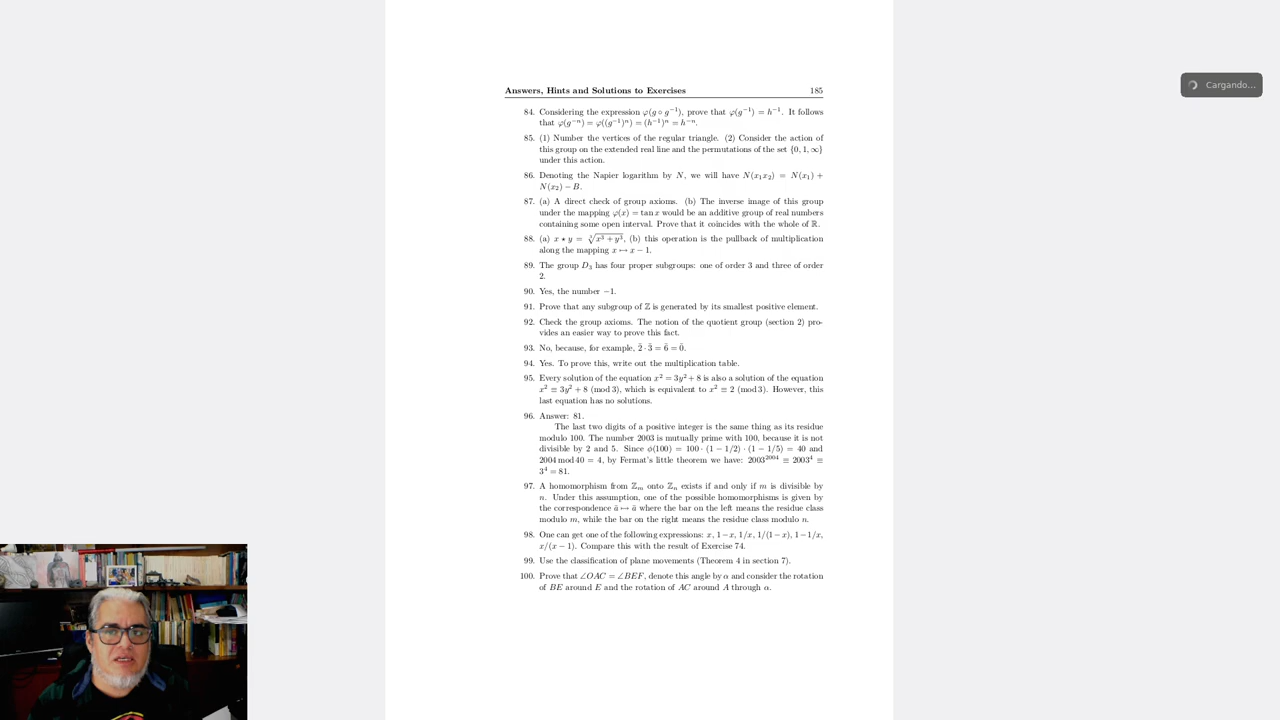 Answers, Hints and Solutions to Exercises 185
84. Considering the expression φ(g ∘ g⁻¹), prove that φ(g⁻¹) = h⁻¹. It follows
that φ(g⁻ⁿ) = φ((g⁻¹)ⁿ) = (h⁻¹)ⁿ = h⁻ⁿ.
85. (1) Number the vertices of the regular triangle. (2) Consider the action of
this group on the extended real line and the permutations of the set {0, 1, ∞}
under this action.
86. Denoting the Napier logarithm by N, we will have N(x₁x₂) = N(x₁) +
N(x₂) − B.
87. (a) A direct check of group axioms. (b) The inverse image of this group
under the mapping φ(x) = tan x would be an additive group of real numbers
containing some open interval. Prove that it coincides with the whole of ℝ.
88. (a) x ⋆ y = ∛(x³ + y³), (b) this operation is the pullback of multiplication
along the mapping x ↦ x − 1.
89. The group D₃ has four proper subgroups: one of order 3 and three of order
2.
90. Yes, the number −1.
91. Prove that any subgroup of ℤ is generated by its smallest positive element.
92. Check the group axioms. The notion of the quotient group (section 2) pro-
vides an easier way to prove this fact.
93. No, because, for example, 2̄ · 3̄ = 6̄ = 0̄.
94. Yes. To prove this, write out the multiplication table.
95. Every solution of the equation x² = 3y² + 8 is also a solution of the equation
x² ≡ 3y² + 8 (mod 3), which is equivalent to x² ≡ 2 (mod 3). However, this
last equation has no solutions.
96. Answer: 81.
The last two digits of a positive integer is the same thing as its residue
modulo 100. The number 2003 is mutually prime with 100, because it is not
divisible by 2 and 5. Since ϕ(100) = 100 · (1 − 1/2) · (1 − 1/5) = 40 and
2004 mod 40 = 4, by Fermat's little theorem we have: 2003²⁰⁰⁴ ≡ 2003⁴ ≡
3⁴ = 81.
97. A homomorphism from ℤₘ onto ℤₙ exists if and only if m is divisible by
n. Under this assumption, one of the possible homomorphisms is given by
the correspondence ā ↦ ā where the bar on the left means the residue class
modulo m, while the bar on the right means the residue class modulo n.
98. One can get one of the following expressions: x, 1−x, 1/x, 1/(1−x), 1−1/x,
x/(x − 1). Compare this with the result of Exercise 74.
99. Use the classification of plane movements (Theorem 4 in section 7).
100. Prove that ∠OAC = ∠BEF, denote this angle by α and consider the rotation
of BE around E and the rotation of AC around A through α.
Cargando...